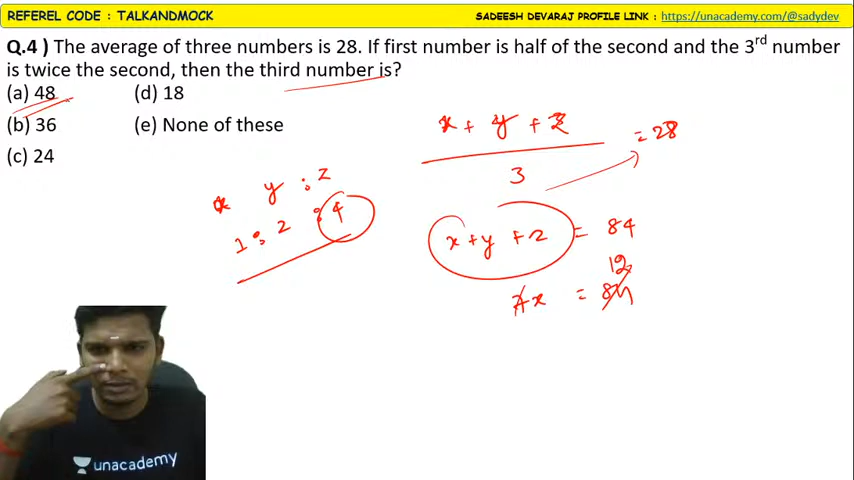 REFEREL CODE : TALKANDMOCK
SADEESH DEVARAJ PROFILE LINK : https://unacademy.com/@sadydev
Q.4 ) The average of three numbers is 28. If first number is half of the second and the 3rd number
is twice the second, then the third number is?
(a) 48 (d) 18
(b) 36 (e) None of these
(c) 24
x + y + z
= 28
3
x y : z
1 : 2 : 4
x + y + z = 84
12
7x = 84
unacademy